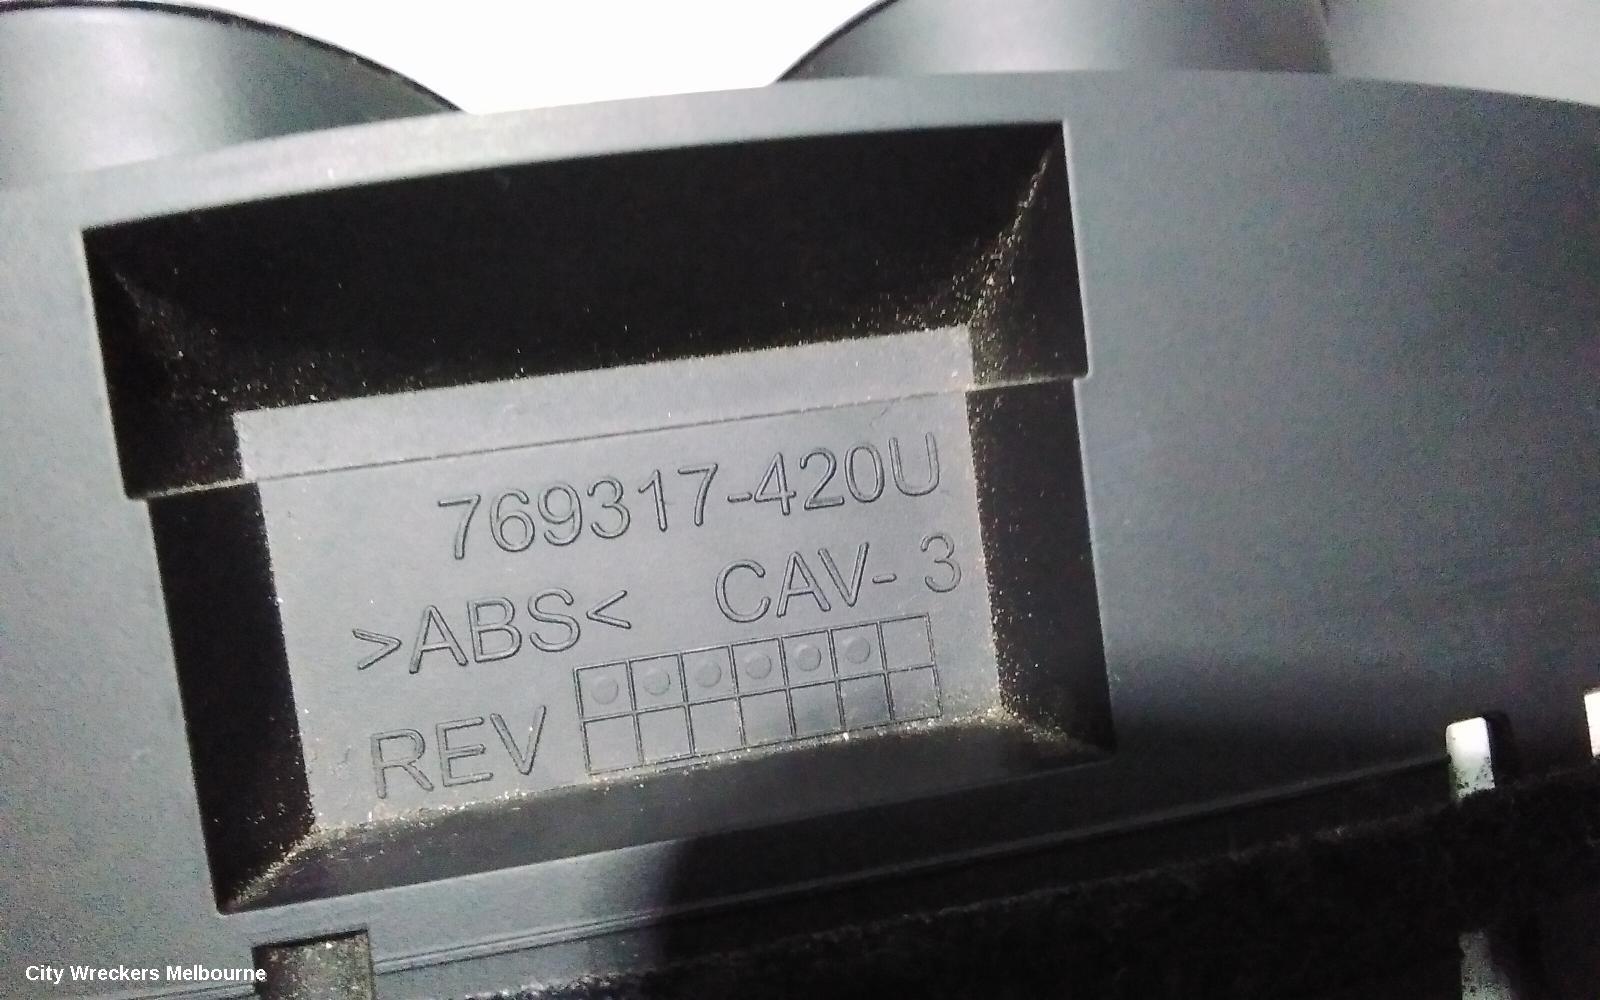 769317-420U
>ABS< CAV- 3
REV
City Wreckers Melbourne